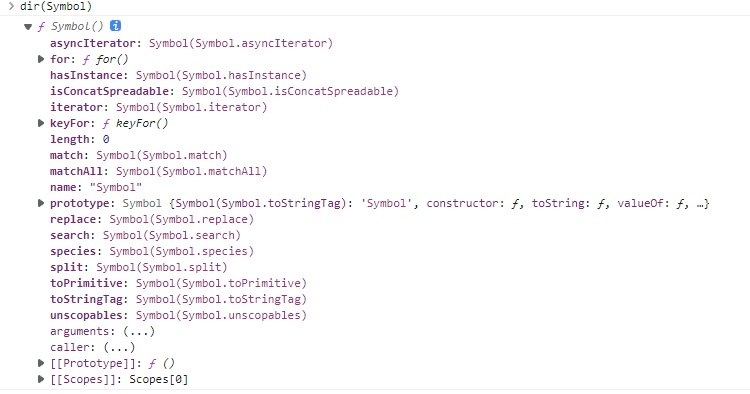 dir(Symbol)
ƒ Symbol() i
asyncIterator: Symbol(Symbol.asyncIterator)
for: ƒ for()
hasInstance: Symbol(Symbol.hasInstance)
isConcatSpreadable: Symbol(Symbol.isConcatSpreadable)
iterator: Symbol(Symbol.iterator)
keyFor: ƒ keyFor()
length: 0
match: Symbol(Symbol.match)
matchAll: Symbol(Symbol.matchAll)
name: "Symbol"
prototype: Symbol {Symbol(Symbol.toStringTag): 'Symbol', constructor: ƒ, toString: ƒ, valueOf: ƒ, …}
replace: Symbol(Symbol.replace)
search: Symbol(Symbol.search)
species: Symbol(Symbol.species)
split: Symbol(Symbol.split)
toPrimitive: Symbol(Symbol.toPrimitive)
toStringTag: Symbol(Symbol.toStringTag)
unscopables: Symbol(Symbol.unscopables)
arguments: (...)
caller: (...)
[[Prototype]]: ƒ ()
[[Scopes]]: Scopes[0]